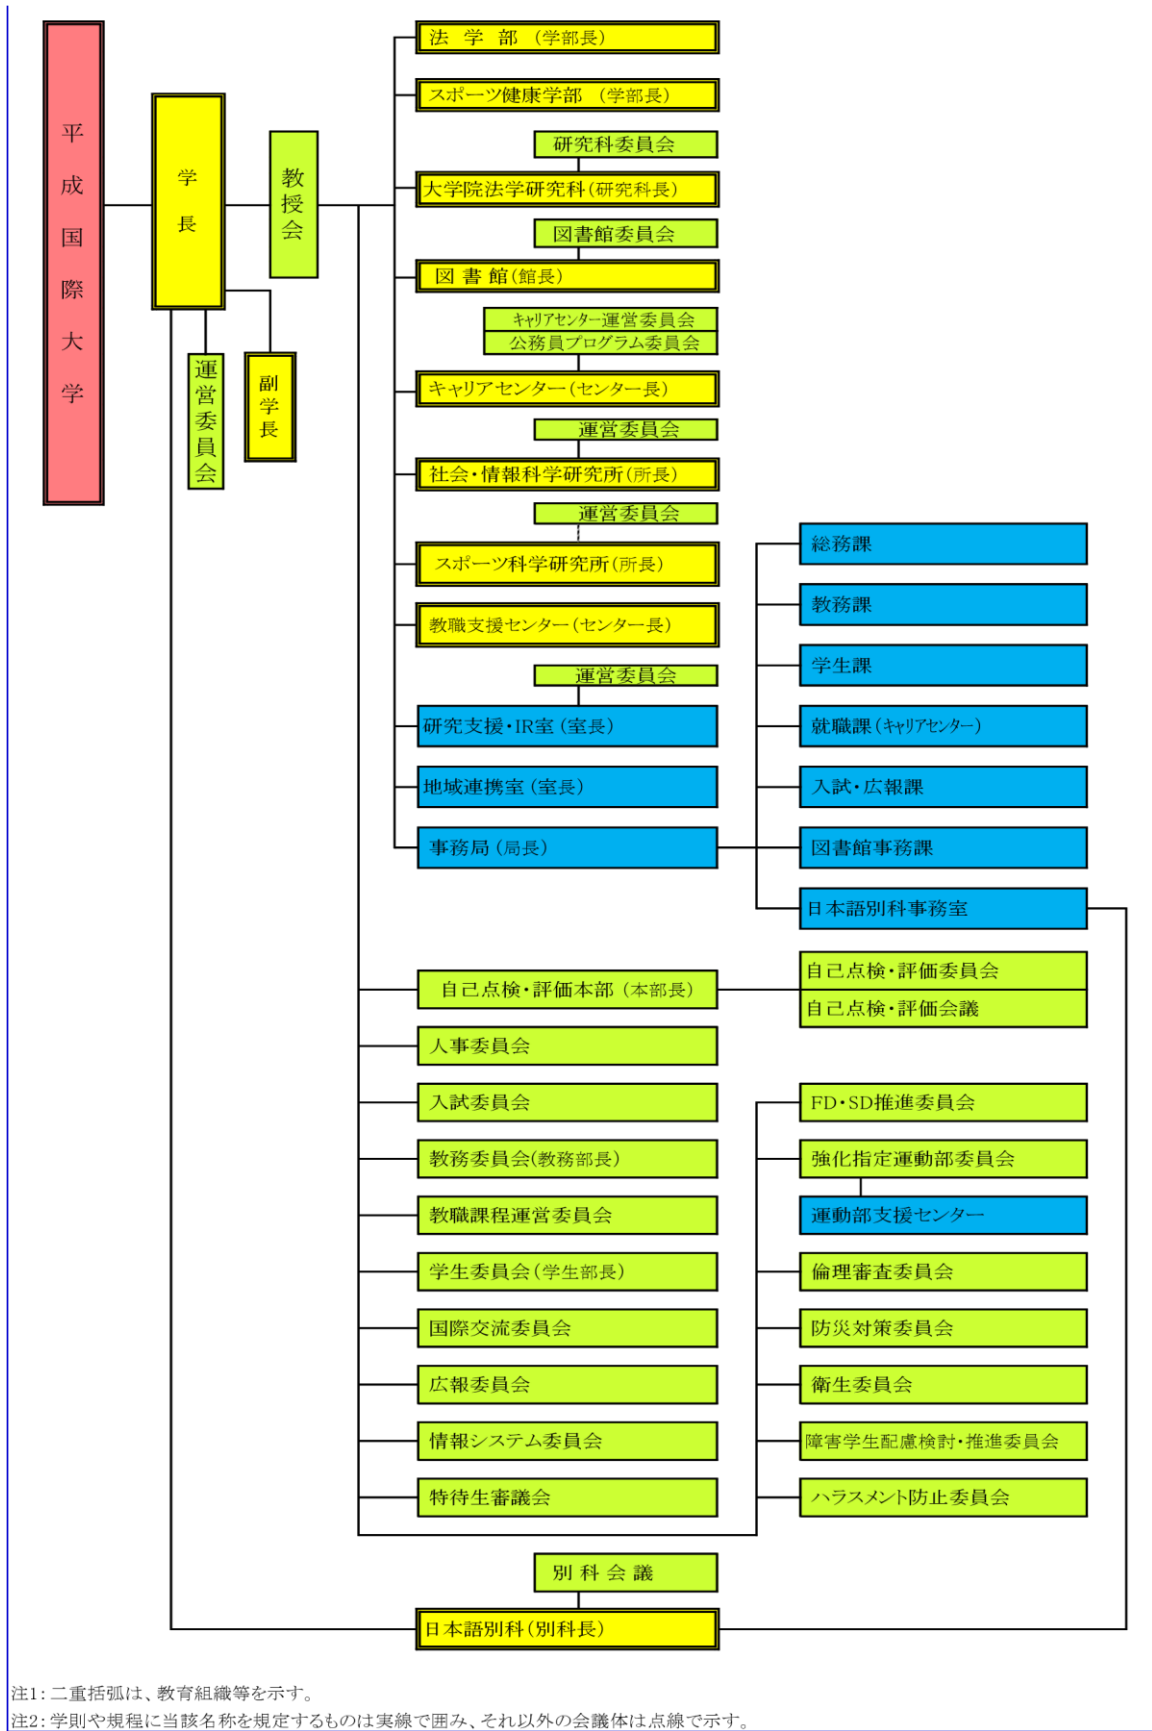 平成国際大学
学長
教授会
運営委員会
副学長
法学部（学部長）
スポーツ健康学部　（学部長）
研究科委員会
大学院法学研究科（研究科長）
図書館委員会
図書館（館長）
キャリアセンター運営委員会
公務員プログラム委員会
キャリアセンター（センター長）
運営委員会
社会・情報科学研究所（所長）
運営委員会
スポーツ科学研究所（所長）
教職支援センター（センター長）
運営委員会
研究支援・IR室（室長）
地域連携室（室長）
事務局（局長）
総務課
教務課
学生課
就職課（キャリアセンター）
入試・広報課
図書館事務課
日本語別科事務室
自己点検・評価本部（本部長）
自己点検・評価委員会
自己点検・評価会議
人事委員会
入試委員会
教務委員会（教務部長）
教職課程運営委員会
学生委員会（学生部長）
国際交流委員会
広報委員会
情報システム委員会
特待生審議会
FD・SD推進委員会
強化指定運動部委員会
運動部支援センター
倫理審査委員会
防災対策委員会
衛生委員会
障害学生配慮検討・推進委員会
ハラスメント防止委員会
別科会議
日本語別科（別科長）
注1：二重括弧は、教育組織等を示す。
注2：学則や規程に当該名称を規定するものは実線で囲み、それ以外の会議体は点線で示す。